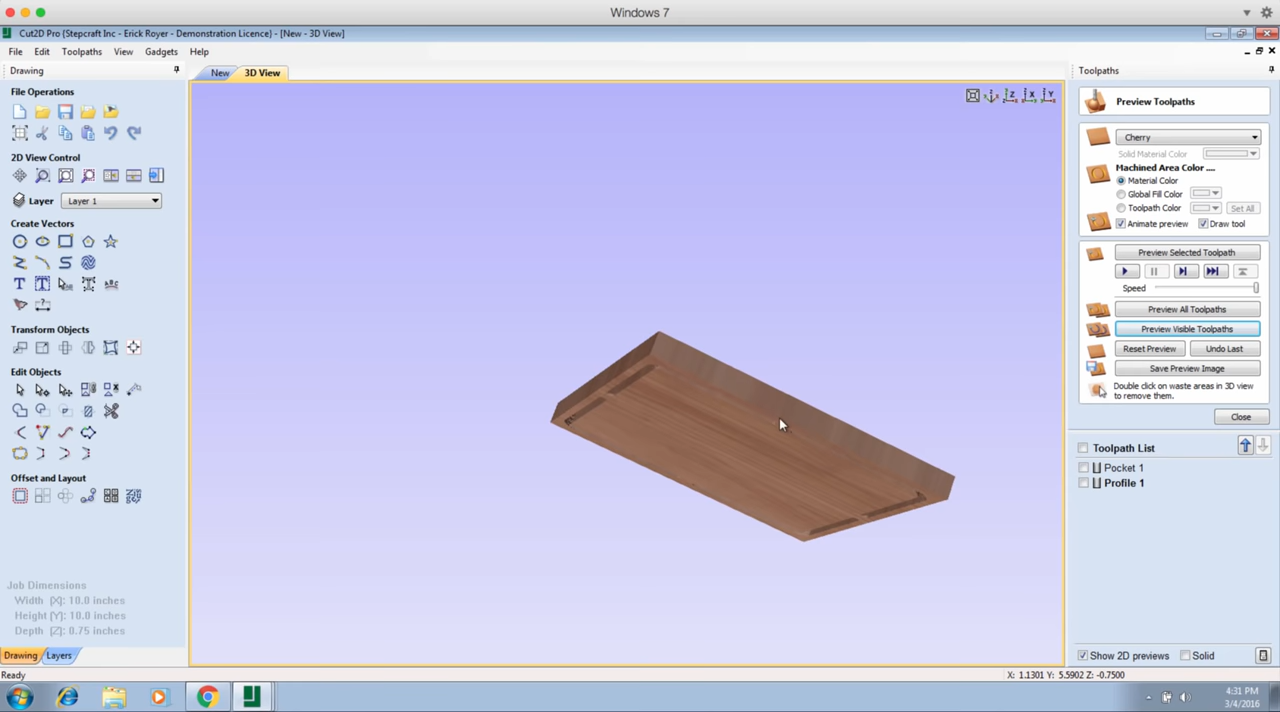 Windows 7
Cut2D Pro {Stepcraft Inc - Erick Royer - Demonstration Licence} - [New - 3D View]
File Edit Toolpaths View Gadgets Help
Drawing
New
3D View
Toolpaths
File Operations
2D View Control
Layer
Layer 1
Create Vectors
Transform Objects
Edit Objects
Offset and Layout
Job Dimensions
Width (X): 10.0 inches
Height (Y): 10.0 inches
Depth (Z): 0.75 inches
Drawing
Layers
Ready
Z
X
Y
Preview Toolpaths
Cherry
Solid Material Color
Machined Area Color ....
Material Color
Global Fill Color
Toolpath Color
Set All
Animate preview
Draw tool
Preview Selected Toolpath
Speed
Preview All Toolpaths
Preview Visible Toolpaths
Reset Preview
Undo Last
Save Preview Image
Double click on waste areas in 3D view
to remove them.
Close
Toolpath List
Pocket 1
Profile 1
Show 2D previews
Solid
X: 1.1301 Y: 5.5902 Z: -0.7500
4:31 PM
3/4/2016